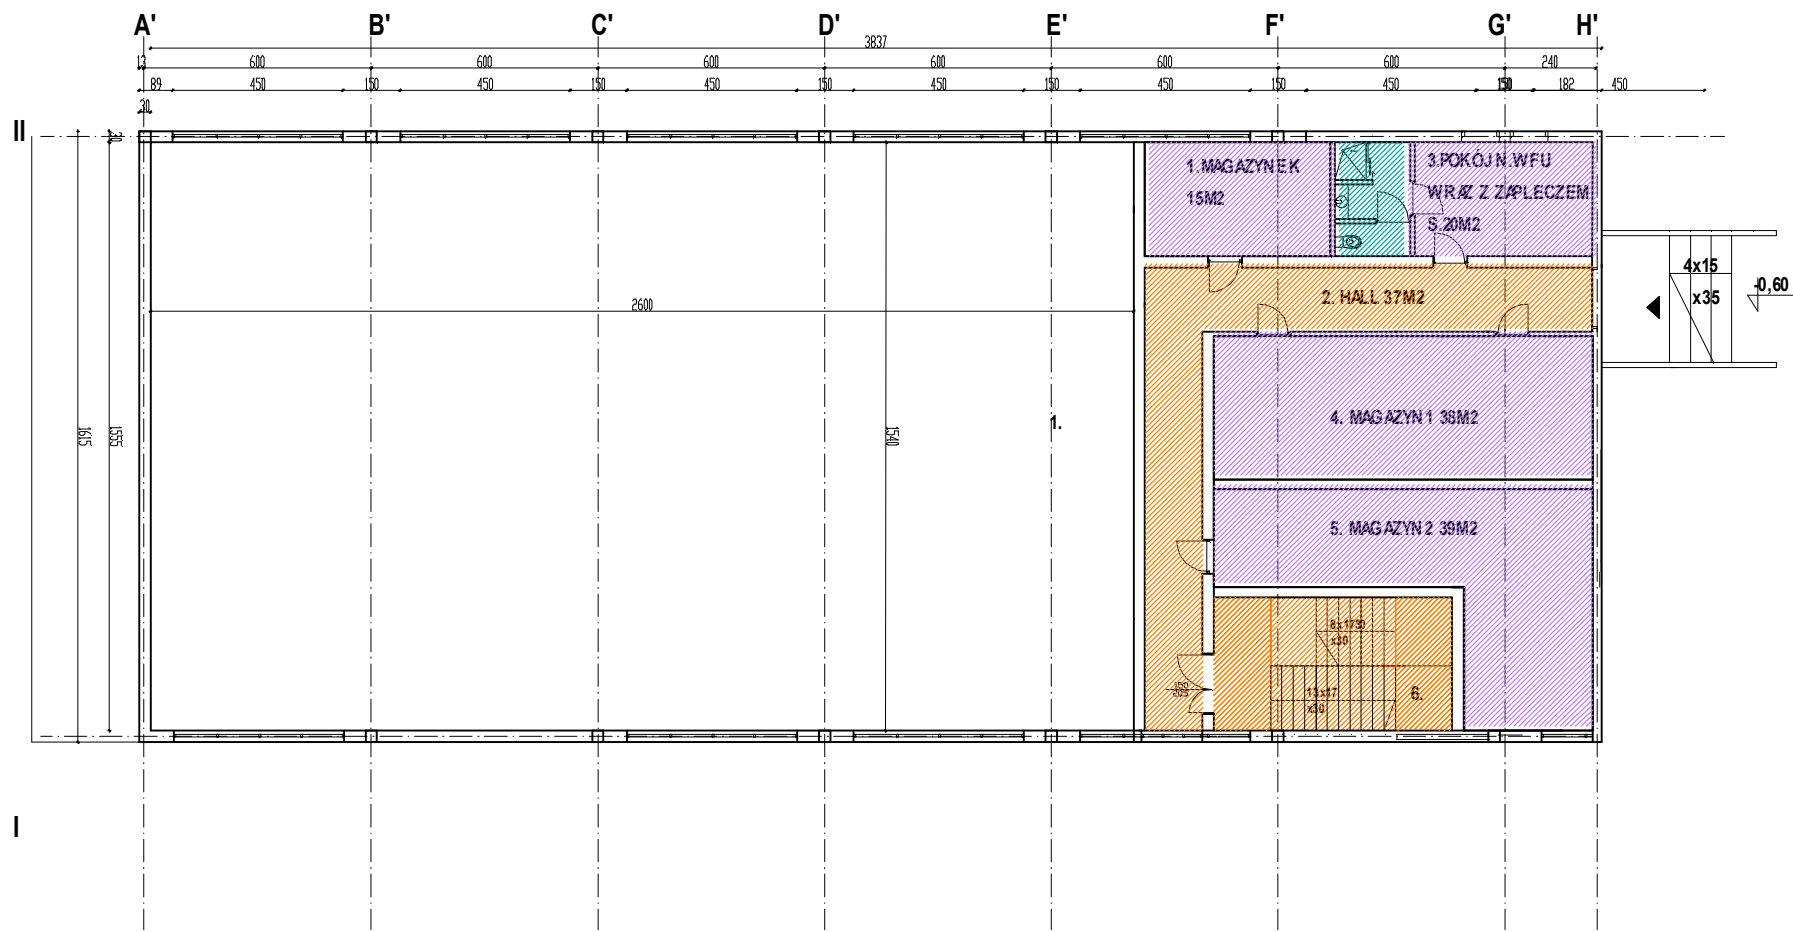 A' B' C' D' E' F' G' H'
3837
13 600 600 600 600 600 600 240
89 450 150 450 150 450 150 450 150 450 150 450 150 182 450
30
II
20
1. MAGAZYNEK
15M2
3.POKÓJ N. WFU
WRAZ Z ZAPLECZEM
S.20M2
4x15
x35
-0,60
2. HALL 37M2
2600
1615
1555
1540
1.
4. MAGAZYN 1 38M2
5. MAGAZYN 2 39M2
x30
13x17
x30
6.
I